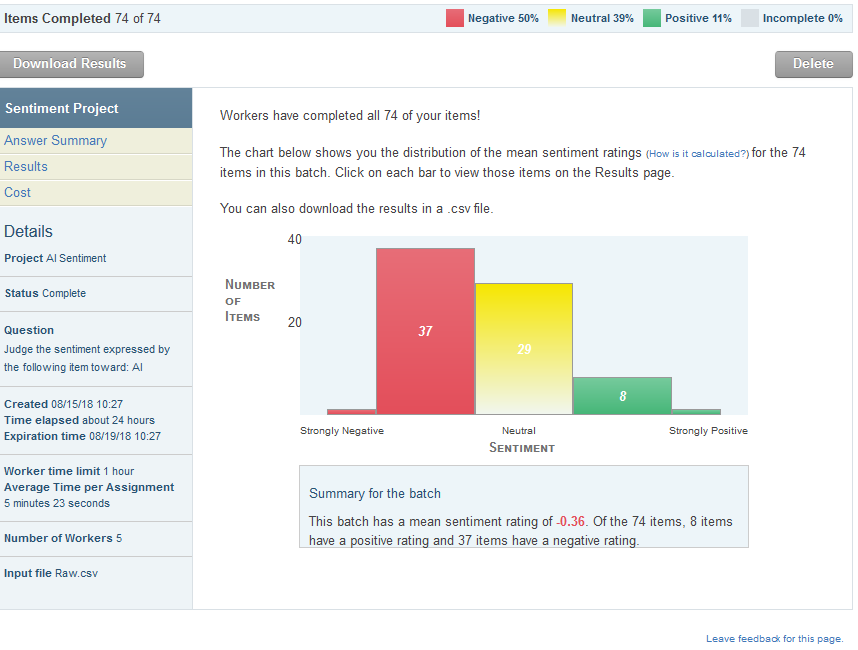 Items Completed 74 of 74
Negative 50% Neutral 39% Positive 11% Incomplete 0%
Download Results
Delete
Sentiment Project
Answer Summary
Results
Cost
Details
Project AI Sentiment
Status Complete
Question
Judge the sentiment expressed by
the following item toward: AI
Created 08/15/18 10:27
Time elapsed about 24 hours
Expiration time 08/19/18 10:27
Worker time limit 1 hour
Average Time per Assignment
5 minutes 23 seconds
Number of Workers 5
Input file Raw.csv
Workers have completed all 74 of your items!
The chart below shows you the distribution of the mean sentiment ratings (How is it calculated?) for the 74
items in this batch. Click on each bar to view those items on the Results page.
You can also download the results in a .csv file.
40
Number
of
Items
20
37
29
8
Strongly Negative
Neutral
Strongly Positive
Sentiment
Summary for the batch
This batch has a mean sentiment rating of -0.36. Of the 74 items, 8 items
have a positive rating and 37 items have a negative rating.
Leave feedback for this page.